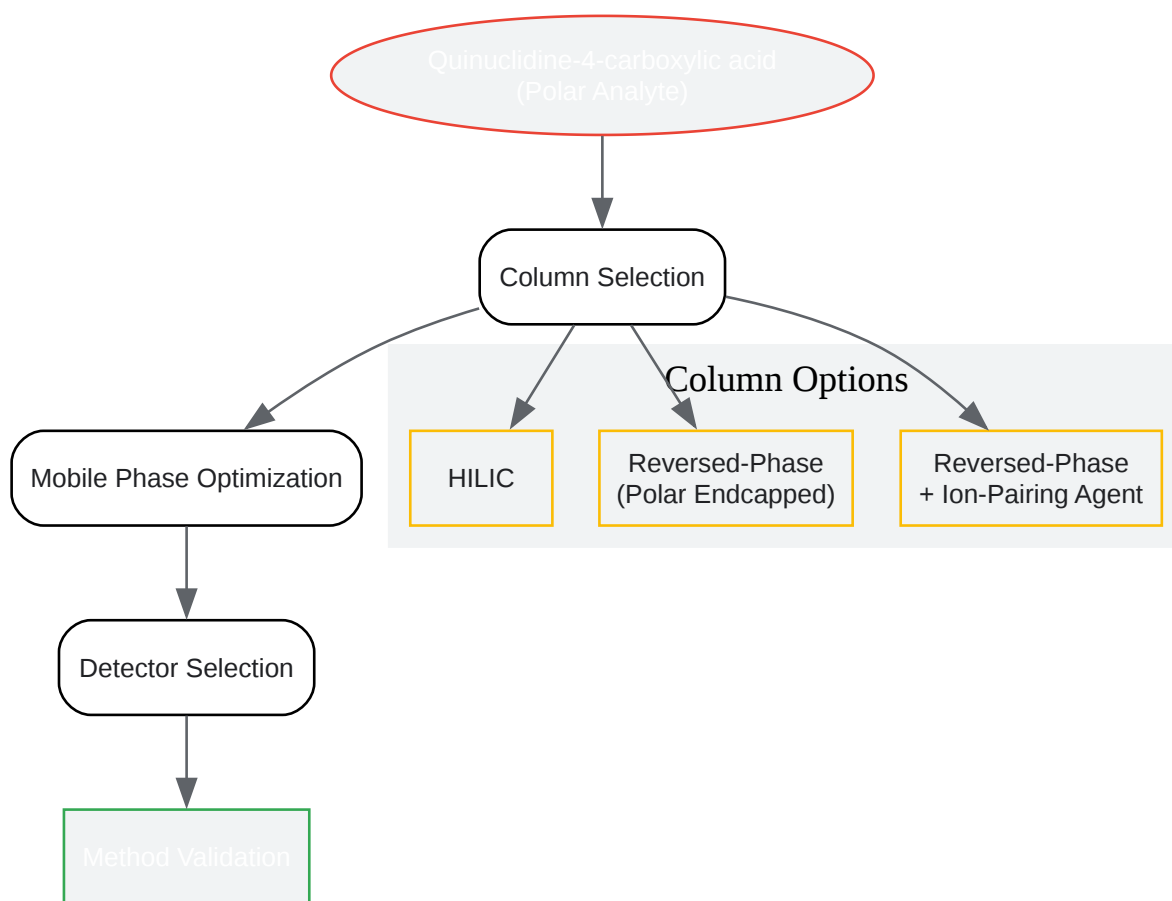 Quinuclidine-4-carboxylic acid
(Polar Analyte)
Column Selection
Column Options
Mobile Phase Optimization
HILIC
Reversed-Phase
(Polar Endcapped)
Reversed-Phase
+ Ion-Pairing Agent
Detector Selection
Method Validation